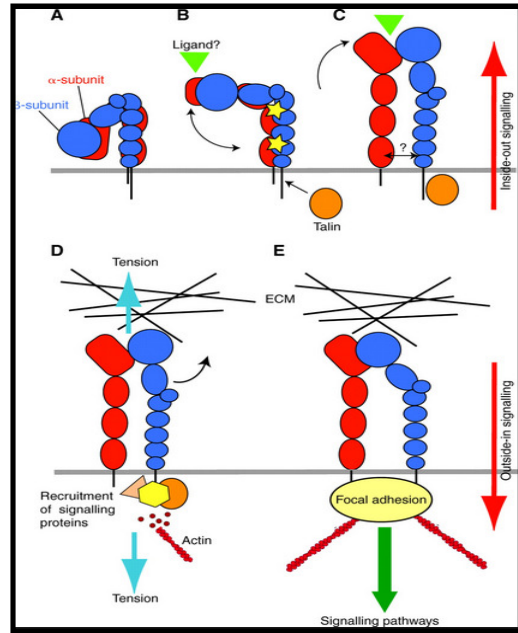 A
B
C
Ligand?
α-subunit
β-subunit
?
Talin
Inside-out signalling
D
E
Tension
ECM
Recruitment
of signalling
proteins
Actin
Focal adhesion
Tension
Outside-in signalling
Signalling pathways